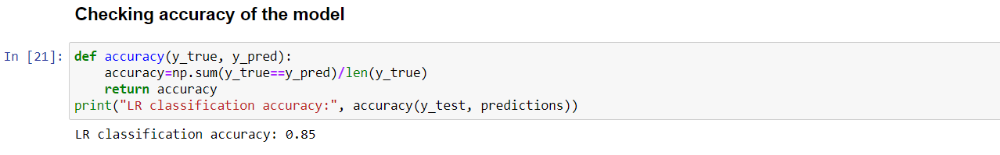 Checking accuracy of the model
In [21]:
def accuracy(y_true, y_pred):
    accuracy=np.sum(y_true==y_pred)/len(y_true)
    return accuracy
print("LR classification accuracy:", accuracy(y_test, predictions))
LR classification accuracy: 0.85